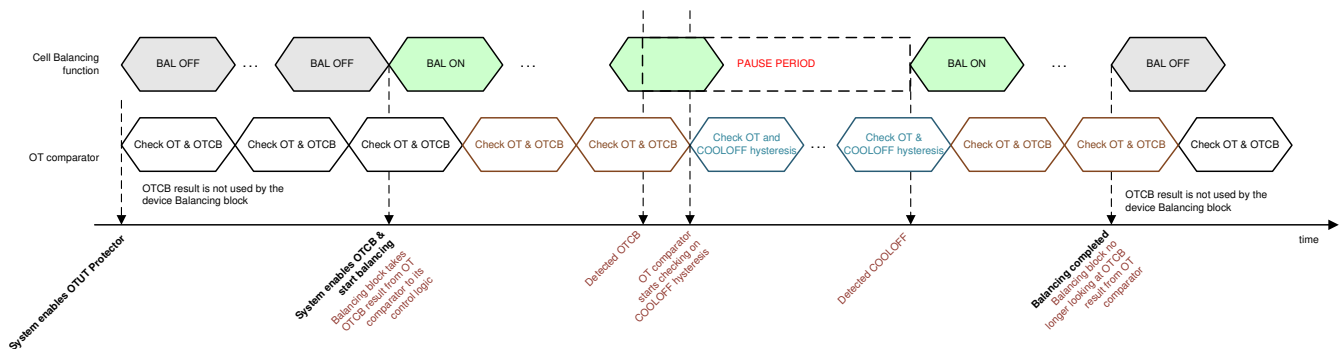 Cell Balancing
function
BAL OFF
...
BAL OFF
BAL ON
...
PAUSE PERIOD
BAL ON
...
BAL OFF
OT comparator
Check OT & OTCB
Check OT & OTCB
Check OT & OTCB
Check OT & OTCB
Check OT & OTCB
Check OT and
COOLOFF hysteresis
...
Check OT &
COOLOFF hysteresis
Check OT & OTCB
Check OT & OTCB
Check OT & OTCB
OTCB result is not used by the
device Balancing block
OTCB result is not used by the
device Balancing block
time
System enables OTUT Protector
System enables OTCB &
start balancing
Balancing block takes
OTCB result from OT
comparator to its
control logic
Detected OTCB
OT comparator
starts checking on
COOLOFF hysteresis
Detected COOLOFF
Balancing completed
Balancing block no
longer looking at OTCB
result from OT
comparator